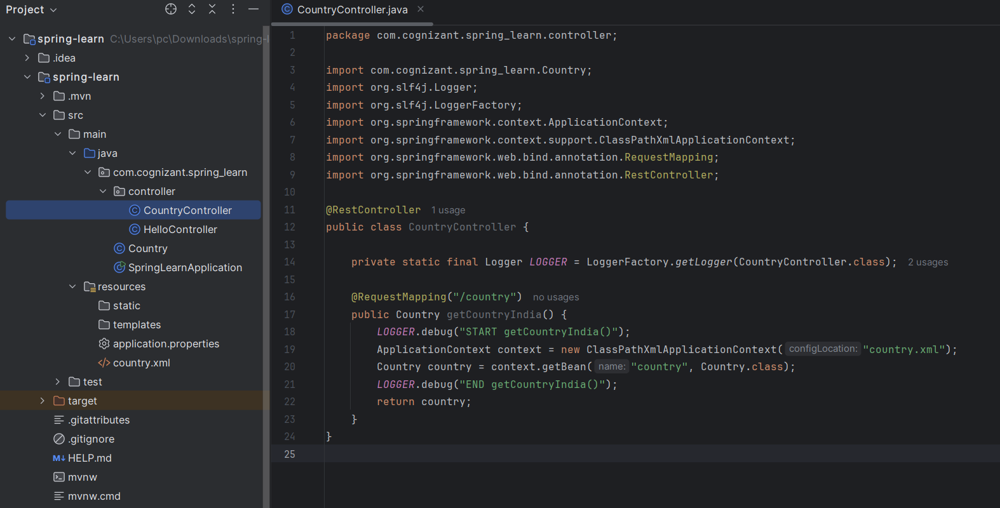 Project
spring-learn C:\Users\pc\Downloads\spring-l
.idea
spring-learn
.mvn
src
main
java
com.cognizant.spring_learn
controller
CountryController
HelloController
Country
SpringLearnApplication
resources
static
templates
application.properties
country.xml
test
target
.gitattributes
.gitignore
HELP.md
mvnw
mvnw.cmd
CountryController.java
1 package com.cognizant.spring_learn.controller;
2
3 import com.cognizant.spring_learn.Country;
4 import org.slf4j.Logger;
5 import org.slf4j.LoggerFactory;
6 import org.springframework.context.ApplicationContext;
7 import org.springframework.context.support.ClassPathXmlApplicationContext;
8 import org.springframework.web.bind.annotation.RequestMapping;
9 import org.springframework.web.bind.annotation.RestController;
10
11 @RestController 1 usage
12 public class CountryController {
13
14 private static final Logger LOGGER = LoggerFactory.getLogger(CountryController.class); 2 usages
15
16 @RequestMapping("/country") no usages
17 public Country getCountryIndia() {
18 LOGGER.debug("START getCountryIndia()");
19 ApplicationContext context = new ClassPathXmlApplicationContext( configLocation: "country.xml");
20 Country country = context.getBean( name: "country", Country.class);
21 LOGGER.debug("END getCountryIndia()");
22 return country;
23 }
24 }
25